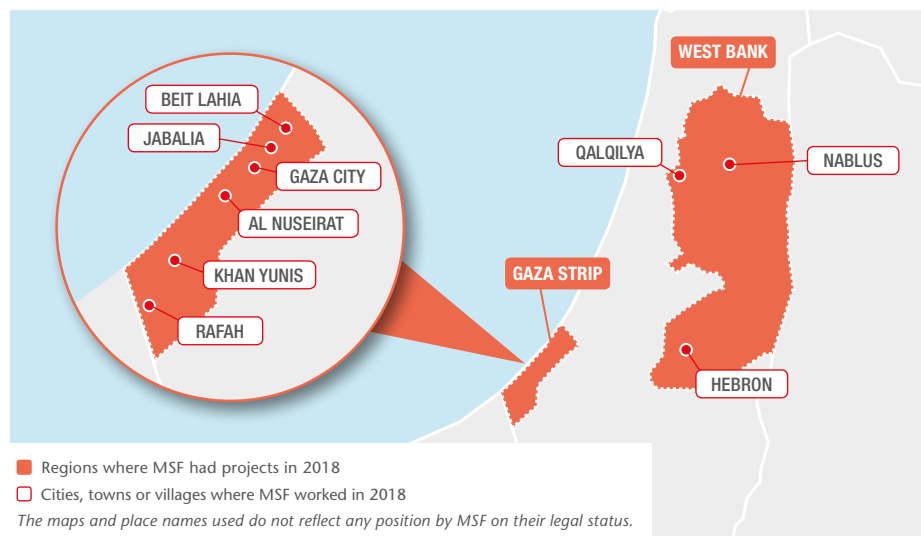 WEST BANK
BEIT LAHIA
JABALIA
QALQILYA
NABLUS
GAZA CITY
AL NUSEIRAT
KHAN YUNIS
GAZA STRIP
RAFAH
HEBRON
Regions where MSF had projects in 2018
Cities, towns or villages where MSF worked in 2018
The maps and place names used do not reflect any position by MSF on their legal status.